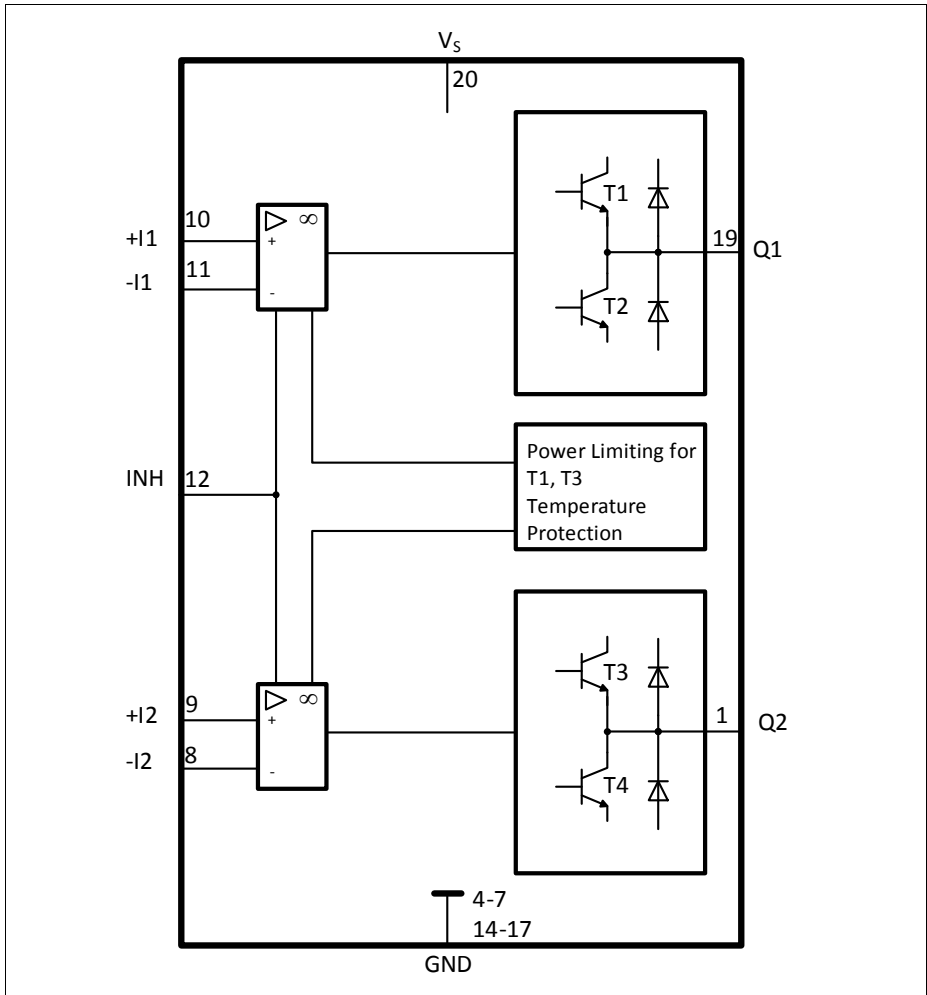 VS
20
10
+I1
11
-I1
▷ ∞
+
-
T1
T2
19
Q1
INH
12
Power Limiting for
T1, T3
Temperature
Protection
+I2
9
-I2
8
▷ ∞
+
-
T3
T4
1
Q2
4-7
14-17
GND